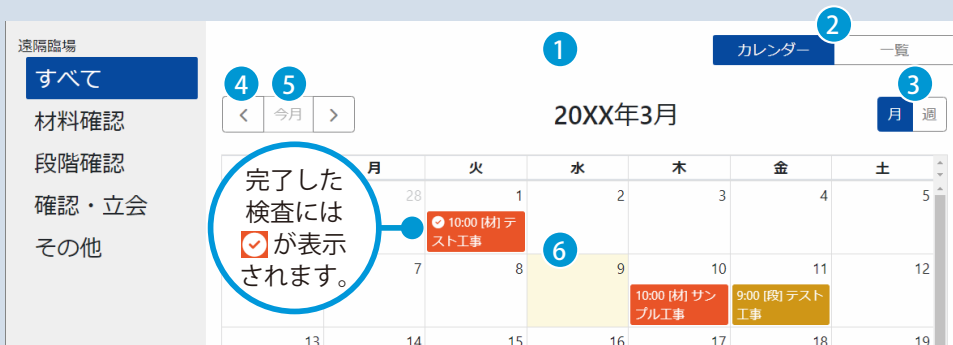 遠隔臨場
すべて
材料確認
段階確認
確認・立会
その他
1
2
カレンダー 一覧
4 5
3
今月
20XX年3月
月 週
月 火 水 木 金 土
完了した
検査には
が表示
されます。
28 1 2 3 4 5
10:00 [材] テ
スト工事
6
7 8 9 10 11 12
10:00 [材] サン
プル工事
9:00 [段] テスト
工事
13 14 15 16 17 18 19